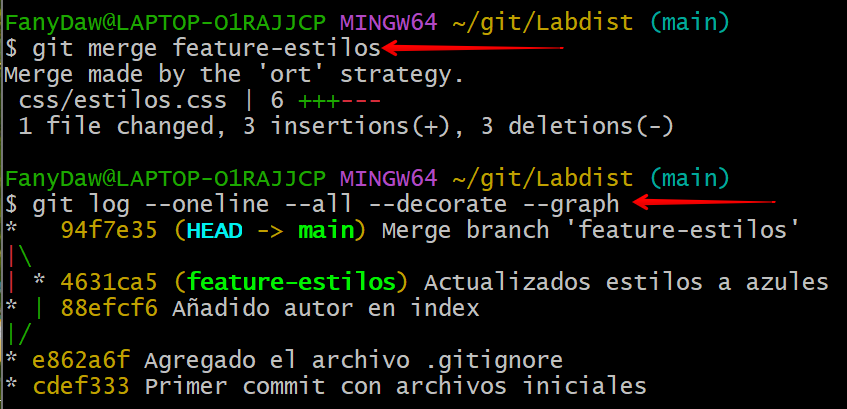 FanyDaw@LAPTOP-O1RAJJCP MINGW64 ~/git/Labdist (main)
$ git merge feature-estilos
Merge made by the 'ort' strategy.
 css/estilos.css | 6 +++---
 1 file changed, 3 insertions(+), 3 deletions(-)

FanyDaw@LAPTOP-O1RAJJCP MINGW64 ~/git/Labdist (main)
$ git log --oneline --all --decorate --graph
*   94f7e35 (HEAD -> main) Merge branch 'feature-estilos'
|\
| * 4631ca5 (feature-estilos) Actualizados estilos a azules
* | 88efcf6 Añadido autor en index
|/
* e862a6f Agregado el archivo .gitignore
* cdef333 Primer commit con archivos iniciales